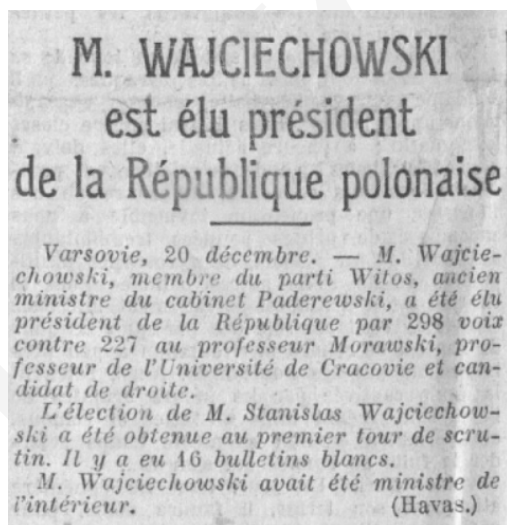 M. WAJCIECHOWSKI
est élu président
de la République polonaise
Varsovie, 20 décembre. — M. Wajcie-
chowski, membre du parti Witos, ancien
ministre du cabinet Paderewski, a été élu
président de la République par 298 voix
contre 227 au professeur Morawski, pro-
fesseur de l'Université de Cracovie et can-
didat de droite.
L'élection de M. Stanislas Wajciechow-
ski a été obtenue au premier tour de scru-
tin. Il y a eu 16 bulletins blancs.
M. Wajciechowski avait été ministre de
l'intérieur. (Havas.)